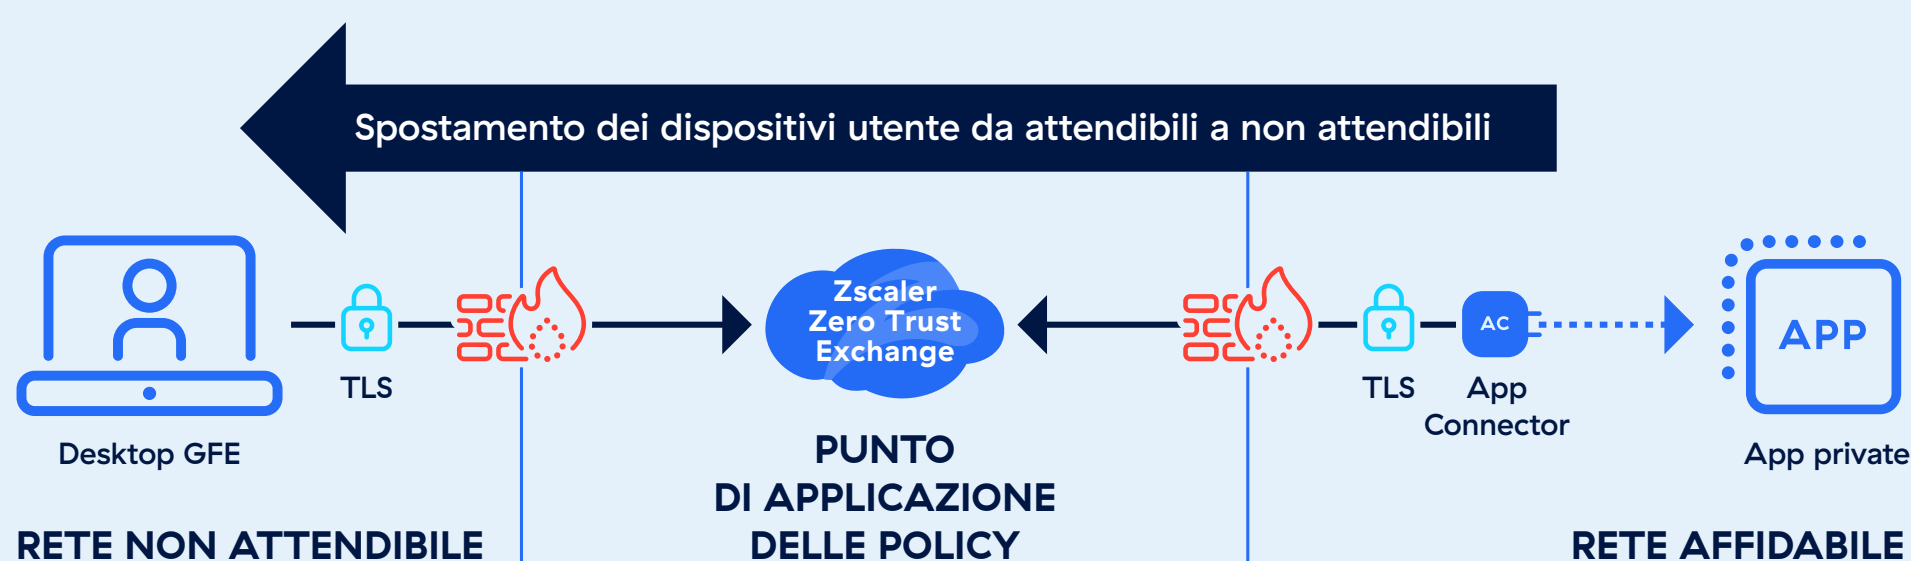 Spostamento dei dispositivi utente da attendibili a non attendibili
Zscaler
Zero Trust
Exchange
AC
APP
TLS
TLS
App
Connector
Desktop GFE
App private
PUNTO
DI APPLICAZIONE
DELLE POLICY
RETE NON ATTENDIBILE
RETE AFFIDABILE